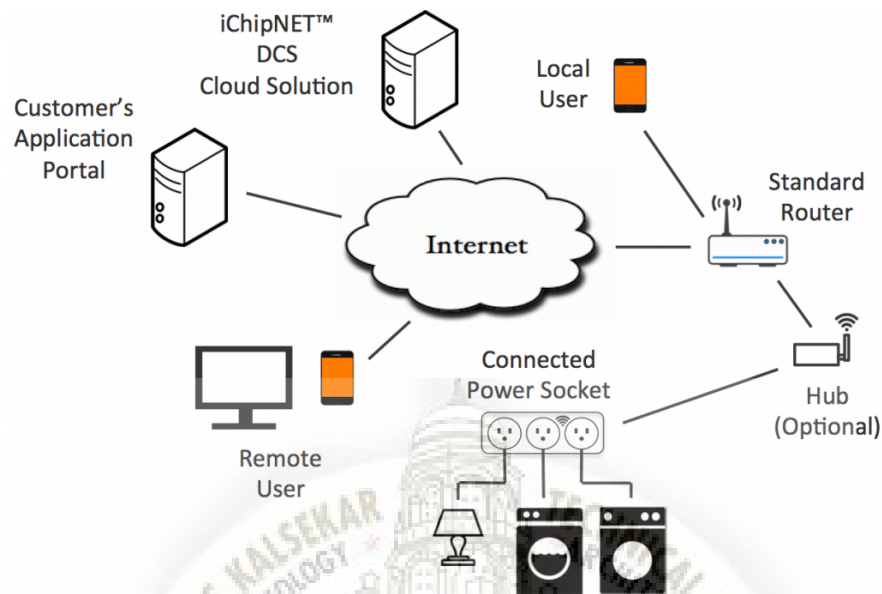 iChipNET™
DCS
Cloud Solution
Local
User
Customer's
Application
Portal
Standard
Router
Internet
Connected
Power Socket
Hub
(Optional)
Remote
User
KALSEKAR